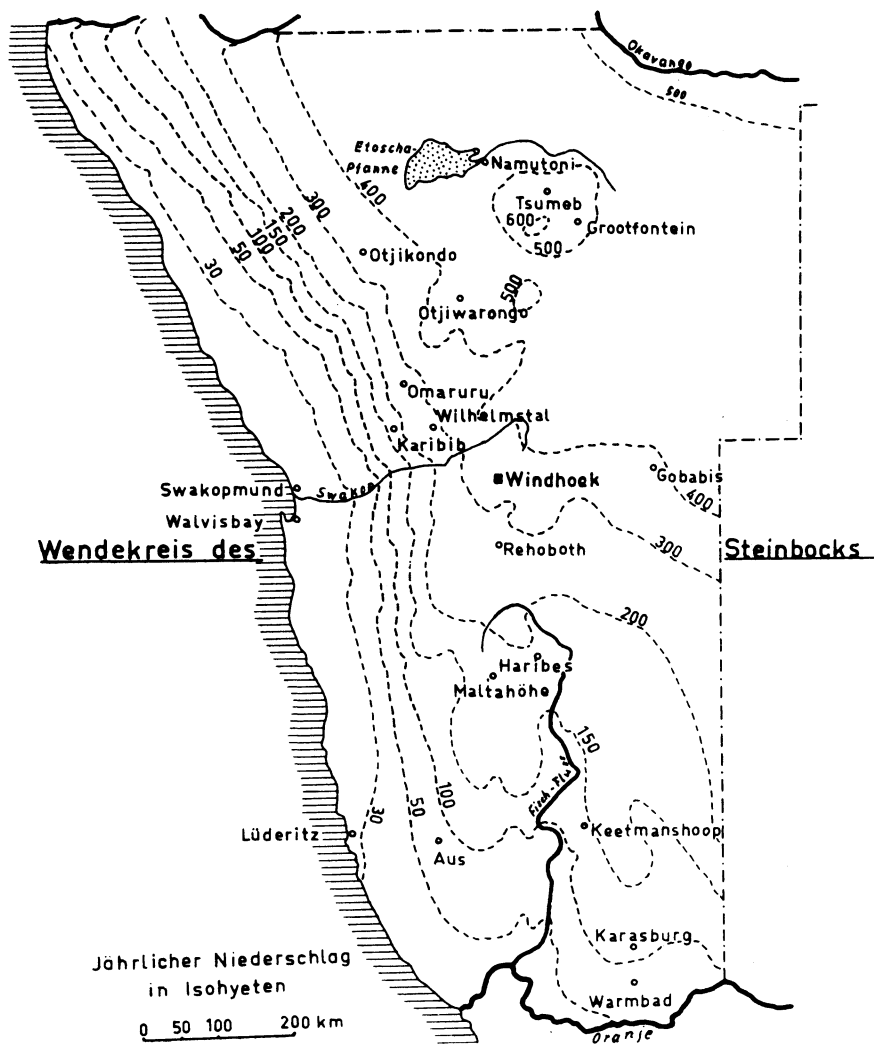 Okavango
500
Etoscha-
Pfanne
Namutoni
400
Tsumeb
300
600
Grootfontein
200
500
150
100
Otjikondo
50
30
500
Otjiwarongo
Omaruru
Wilhelmstal
Karibib
Gobabis
Windhoek
Swakopmund
Swakop
400
Walvisbay
Rehoboth
300
Wendekreis des
Steinbocks
200
Haribes
Maltahöhe
150
Fisch-Fluß
100
50
30
Lüderitz
Keetmanshoop
Aus
Karasburg
Jährlicher Niederschlag
in Isohyeten
Warmbad
0 50 100 200 km
Oranje